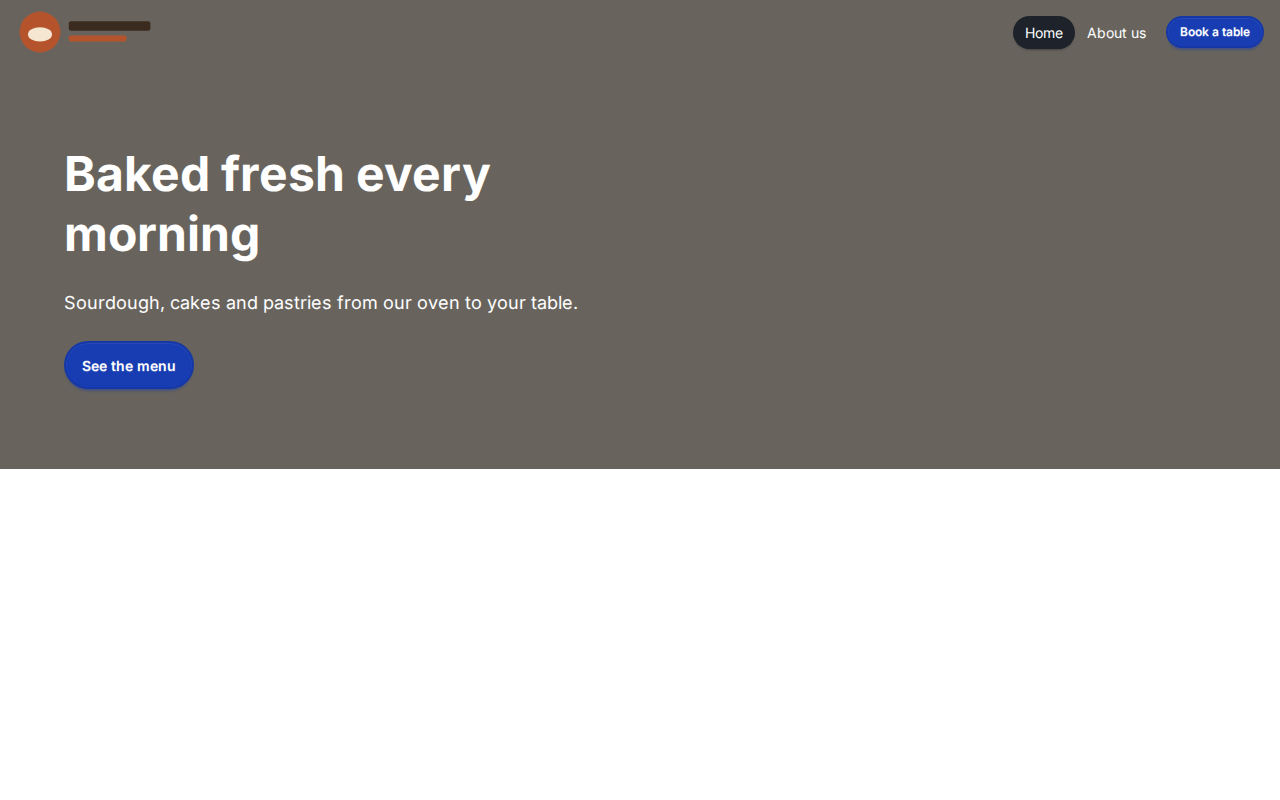 Home
About us
Book a table
Baked fresh every
morning
Sourdough, cakes and pastries from our oven to your table.
See the menu